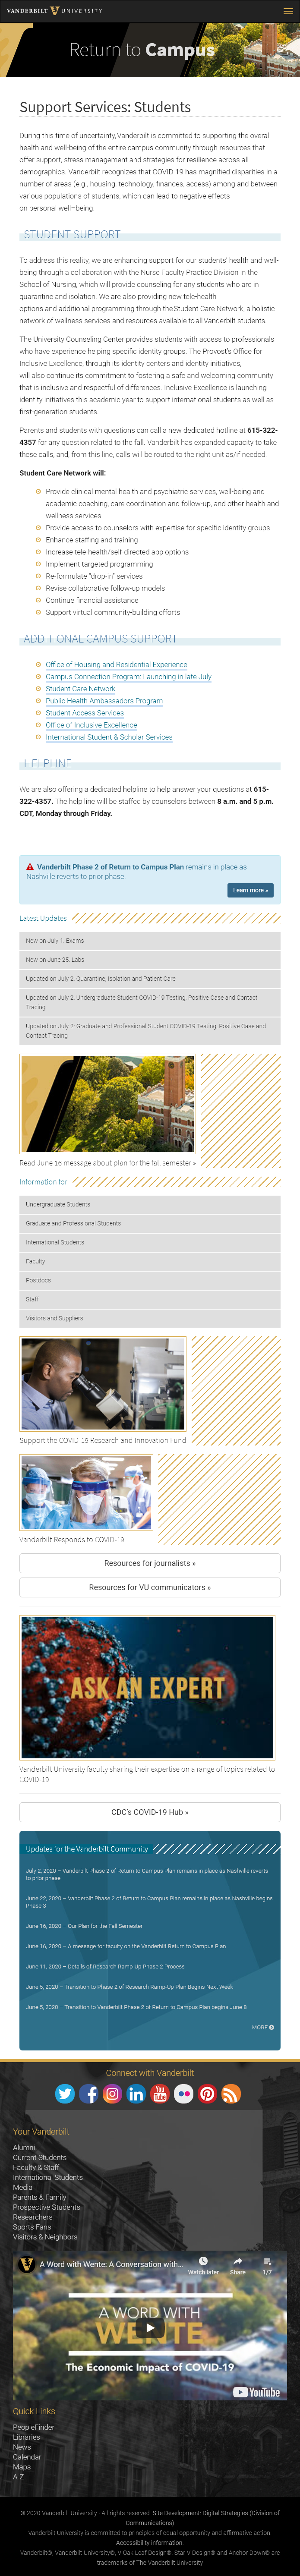 VANDERBILT UNIVERSITY
Return to Campus
Support Services: Students
During this time of uncertainty, Vanderbilt is committed to supporting the overall
health and well-being of the entire campus community through resources that
offer support, stress management and strategies for resilience across all
demographics. Vanderbilt recognizes that COVID-19 has magnified disparities in a
number of areas (e.g., housing, technology, finances, access) among and between
various populations of students, which can lead to negative effects
on personal well–being.
STUDENT SUPPORT
To address this reality, we are enhancing support for our students' health and well-
being through a collaboration with the Nurse Faculty Practice Division in the
School of Nursing, which will provide counseling for any students who are in
quarantine and isolation. We are also providing new tele-health
options and additional programming through the Student Care Network, a holistic
network of wellness services and resources available to all Vanderbilt students.
The University Counseling Center provides students with access to professionals
who have experience helping specific identity groups. The Provost's Office for
Inclusive Excellence, through its identity centers and identity initiatives,
will also continue its commitment to fostering a safe and welcoming community
that is inclusive and respectful of differences. Inclusive Excellence is launching
identity initiatives this academic year to support international students as well as
first-generation students.
Parents and students with questions can call a new dedicated hotline at 615-322-
4357 for any question related to the fall. Vanderbilt has expanded capacity to take
these calls, and, from this line, calls will be routed to the right unit as/if needed.
Student Care Network will:
Provide clinical mental health and psychiatric services, well-being and
academic coaching, care coordination and follow-up, and other health and
wellness services
Provide access to counselors with expertise for specific identity groups
Enhance staffing and training
Increase tele-health/self-directed app options
Implement targeted programming
Re-formulate "drop-in" services
Revise collaborative follow-up models
Continue financial assistance
Support virtual community-building efforts
ADDITIONAL CAMPUS SUPPORT
Office of Housing and Residential Experience
Campus Connection Program: Launching in late July
Student Care Network
Public Health Ambassadors Program
Student Access Services
Office of Inclusive Excellence
International Student & Scholar Services
HELPLINE
We are also offering a dedicated helpline to help answer your questions at 615-
322-4357. The help line will be staffed by counselors between 8 a.m. and 5 p.m.
CDT, Monday through Friday.
Vanderbilt Phase 2 of Return to Campus Plan remains in place as
Nashville reverts to prior phase.
Learn more »
Latest Updates
New on July 1: Exams
New on June 25: Labs
Updated on July 2: Quarantine, Isolation and Patient Care
Updated on July 2: Undergraduate Student COVID-19 Testing, Positive Case and Contact
Tracing
Updated on July 2: Graduate and Professional Student COVID-19 Testing, Positive Case and
Contact Tracing
Read June 16 message about plan for the fall semester »
Information for
Undergraduate Students
Graduate and Professional Students
International Students
Faculty
Postdocs
Staff
Visitors and Suppliers
Support the COVID-19 Research and Innovation Fund
Vanderbilt Responds to COVID-19
Resources for journalists »
Resources for VU communicators »
ASK AN EXPERT
Vanderbilt University faculty sharing their expertise on a range of topics related to
COVID-19
CDC's COVID-19 Hub »
Updates for the Vanderbilt Community
July 2, 2020 – Vanderbilt Phase 2 of Return to Campus Plan remains in place as Nashville reverts
to prior phase
June 22, 2020 – Vanderbilt Phase 2 of Return to Campus Plan remains in place as Nashville begins
Phase 3
June 16, 2020 – Our Plan for the Fall Semester
June 16, 2020 – A message for faculty on the Vanderbilt Return to Campus Plan
June 11, 2020 – Details of Research Ramp-Up Phase 2 Process
June 5, 2020 – Transition to Phase 2 of Research Ramp-Up Plan Begins Next Week
June 5, 2020 – Transition to Vanderbilt Phase 2 of Return to Campus Plan begins June 8
MORE
Connect with Vanderbilt
You Tube
Your Vanderbilt
Alumni
Current Students
Faculty & Staff
International Students
Media
Parents & Family
Prospective Students
Researchers
Sports Fans
Visitors & Neighbors
A Word with Wente: A Conversation with...
Watch later
Share
1/7
A WORD WITH
WENTE
The Economic Impact of COVID-19
YouTube
Quick Links
PeopleFinder
Libraries
News
Calendar
Maps
A-Z
© 2020 Vanderbilt University · All rights reserved. Site Development: Digital Strategies (Division of
Communications)
Vanderbilt University is committed to principles of equal opportunity and affirmative action.
Accessibility information.
Vanderbilt®, Vanderbilt University®, V Oak Leaf Design®, Star V Design® and Anchor Down® are
trademarks of The Vanderbilt University